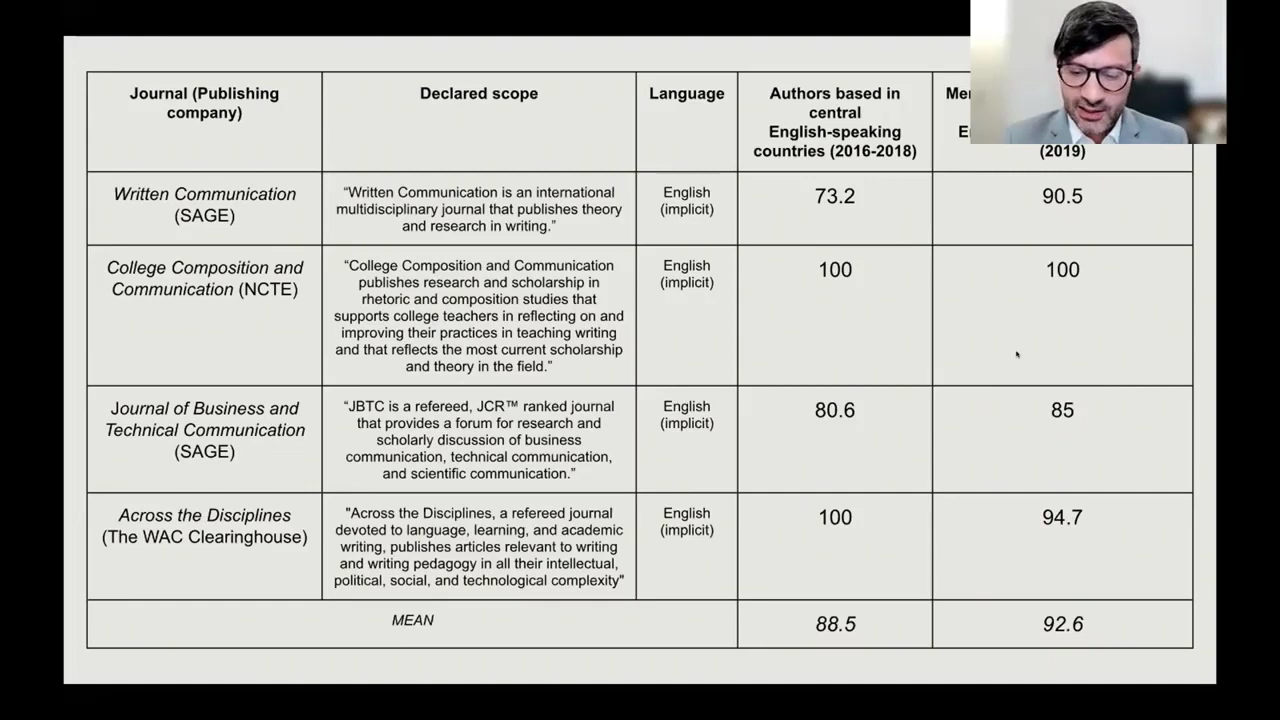 Journal (Publishing
company)
Declared scope
Language
Authors based in
central
English-speaking
countries (2016-2018)
(2019)
Written Communication
(SAGE)
“Written Communication is an international
multidisciplinary journal that publishes theory
and research in writing.”
English
(implicit)
73.2
90.5
College Composition and
Communication (NCTE)
“College Composition and Communication
publishes research and scholarship in
rhetoric and composition studies that
supports college teachers in reflecting on and
improving their practices in teaching writing
and that reflects the most current scholarship
and theory in the field.”
English
(implicit)
100
100
Journal of Business and
Technical Communication
(SAGE)
“JBTC is a refereed, JCR™ ranked journal
that provides a forum for research and
scholarly discussion of business
communication, technical communication,
and scientific communication.”
English
(implicit)
80.6
85
Across the Disciplines
(The WAC Clearinghouse)
"Across the Disciplines, a refereed journal
devoted to language, learning, and academic
writing, publishes articles relevant to writing
and writing pedagogy in all their intellectual,
political, social, and technological complexity"
English
(implicit)
100
94.7
MEAN
88.5
92.6